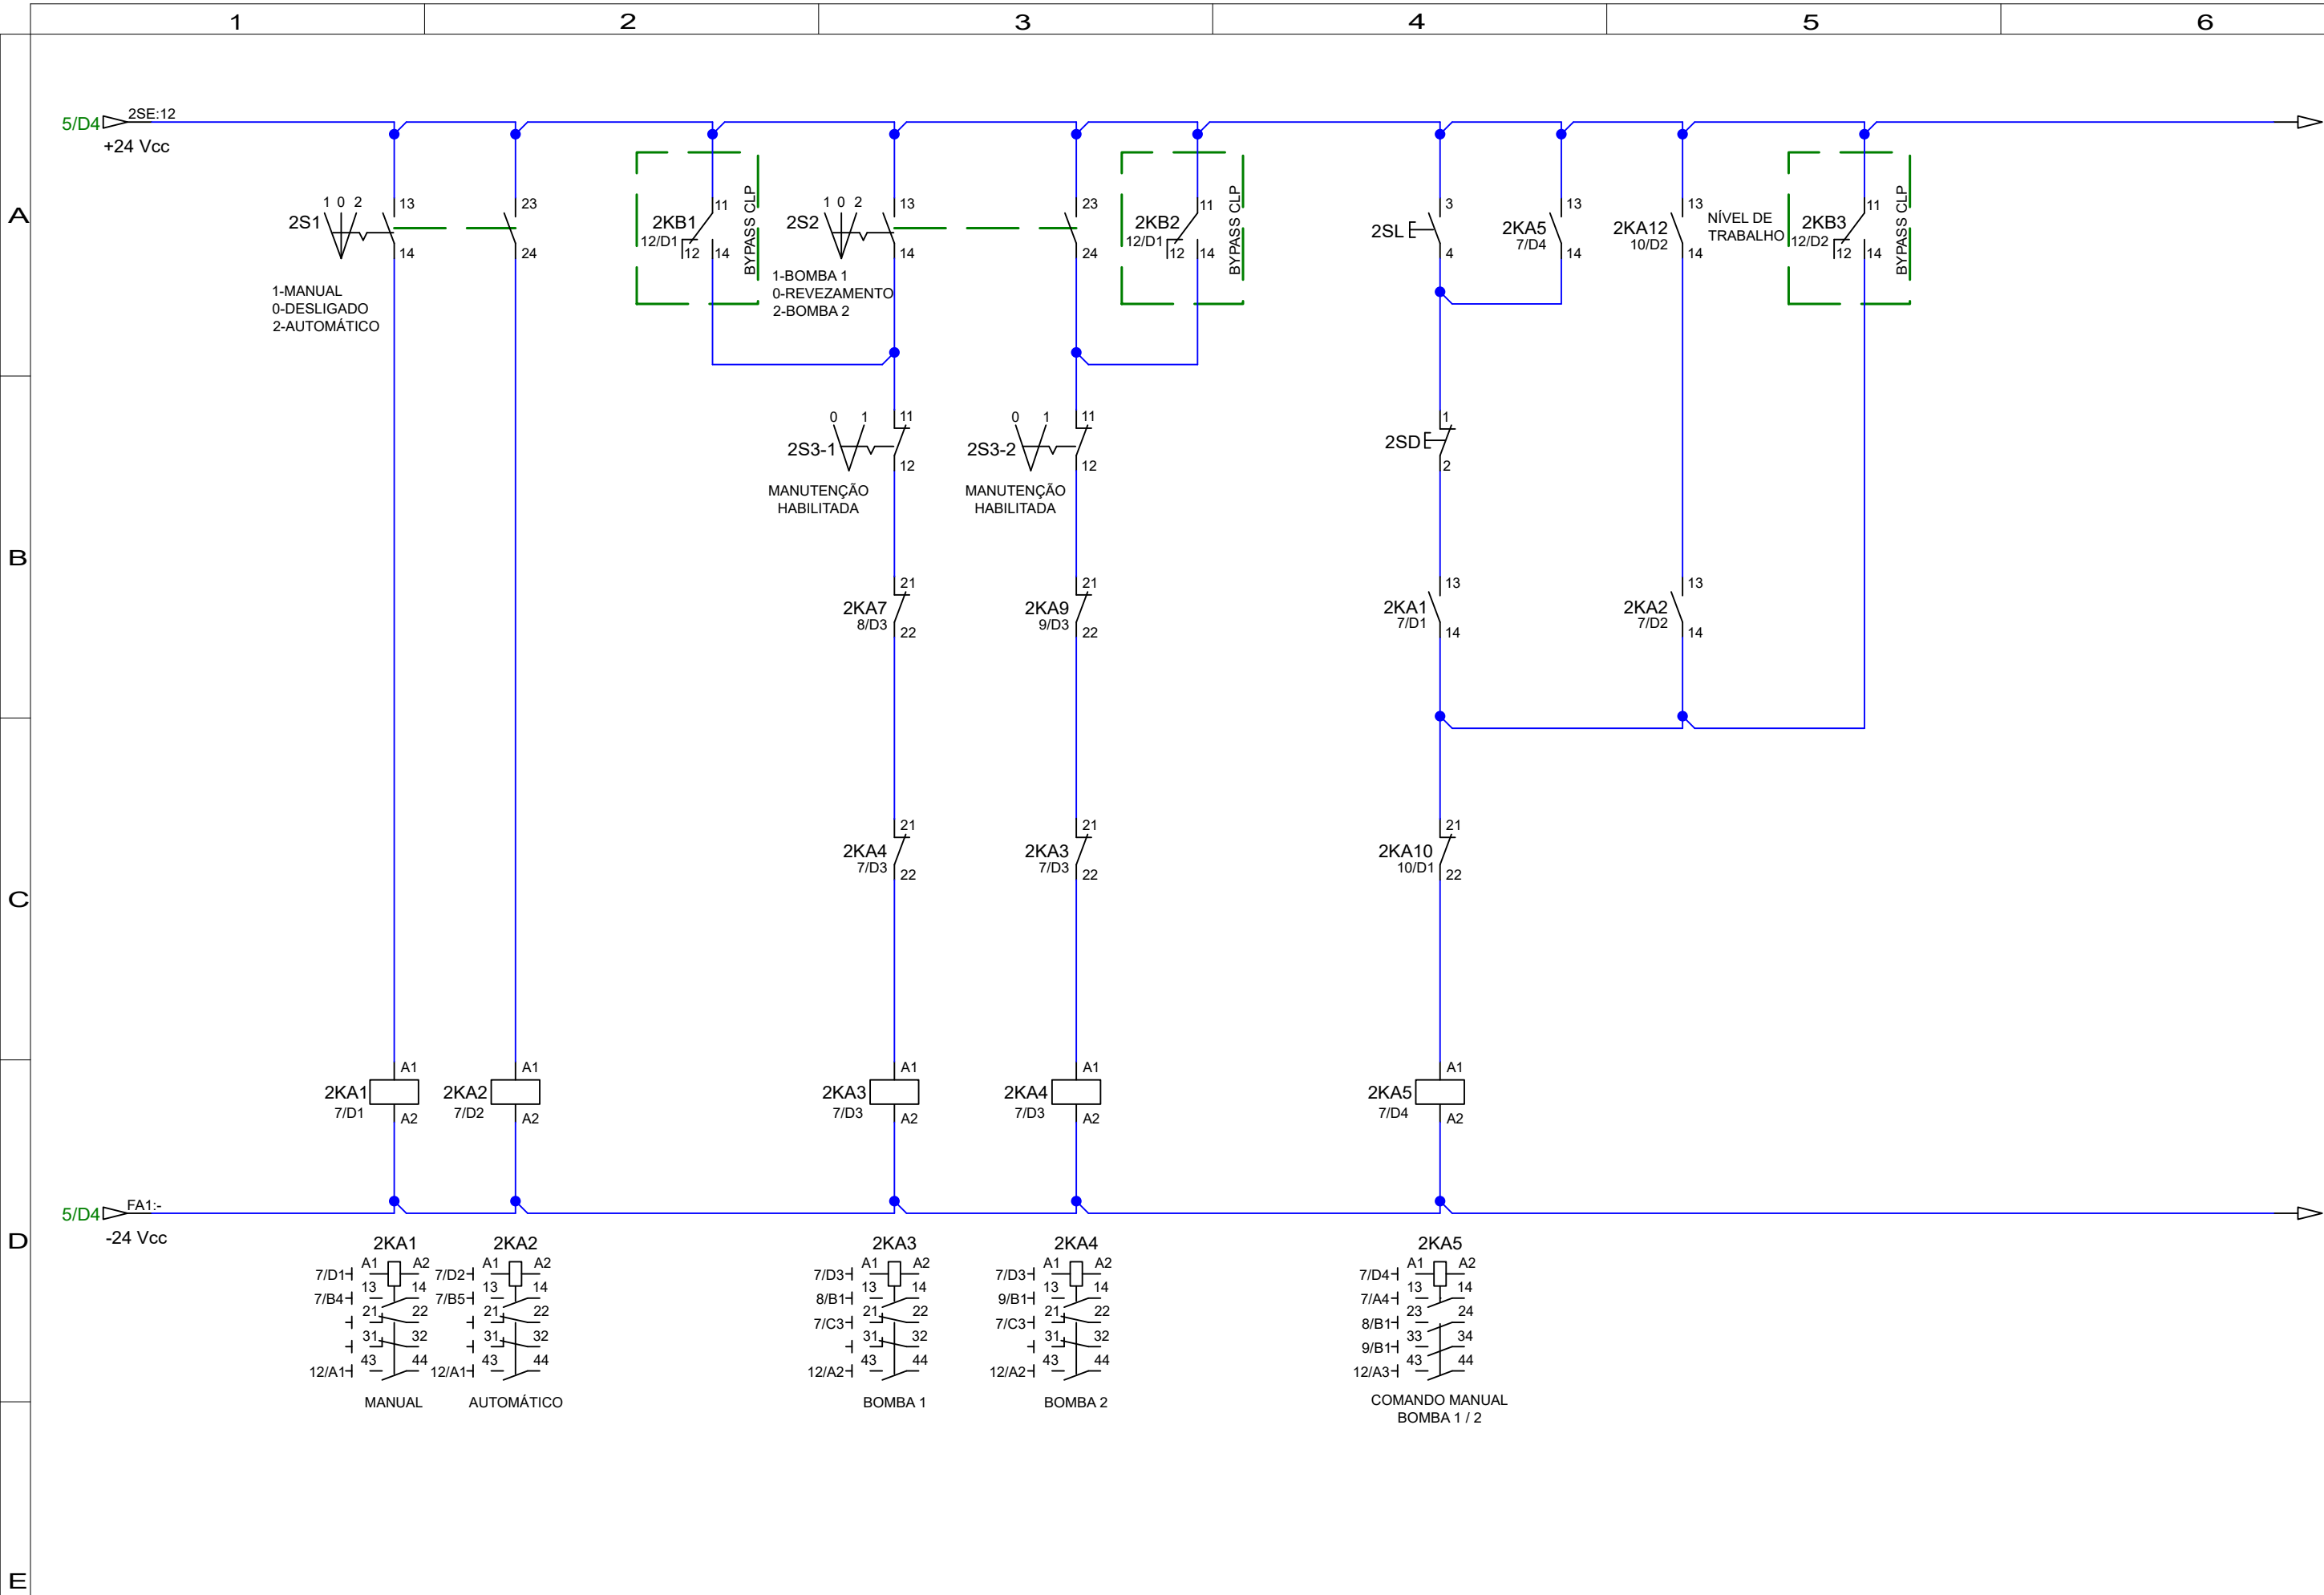 1 2 3 4 5 6
A
B
C
D
E
5/D4 2SE:12
+24 Vcc
2S1
1 0 2
13
14
1-MANUAL
0-DESLIGADO
2-AUTOMÁTICO
23
24
2KB1
12/D1
11
12 14
BYPASS CLP
2S2
1 0 2
13
14
1-BOMBA 1
0-REVEZAMENTO
2-BOMBA 2
23
24
2KB2
12/D1
11
12 14
BYPASS CLP
2SL
3
4
2KA5
7/D4
13
14
2KA12
10/D2
13
14
NÍVEL DE
TRABALHO
2KB3
12/D2
11
12 14
BYPASS CLP
2S3-1
0 1
11
12
MANUTENÇÃO
HABILITADA
2S3-2
0 1
11
12
MANUTENÇÃO
HABILITADA
2SD
1
2
2KA7
8/D3
21
22
2KA9
9/D3
21
22
2KA1
7/D1
13
14
2KA2
7/D2
13
14
2KA4
7/D3
21
22
2KA3
7/D3
21
22
2KA10
10/D1
21
22
2KA1
7/D1
A1
A2
2KA2
7/D2
A1
A2
2KA3
7/D3
A1
A2
2KA4
7/D3
A1
A2
2KA5
7/D4
A1
A2
5/D4 FA1:-
-24 Vcc
2KA1
7/D1 A1 A2
7/B4 13 14
21 22
31 32
12/A1 43 44
MANUAL
2KA2
7/D2 A1 A2
7/B5 13 14
21 22
31 32
12/A1 43 44
AUTOMÁTICO
2KA3
7/D3 A1 A2
8/B1 13 14
7/C3 21 22
31 32
12/A2 43 44
BOMBA 1
2KA4
7/D3 A1 A2
9/B1 13 14
7/C3 21 22
31 32
12/A2 43 44
BOMBA 2
2KA5
7/D4 A1 A2
7/A4 13 14
8/B1 23 24
9/B1 33 34
12/A3 43 44
COMANDO MANUAL
BOMBA 1 / 2